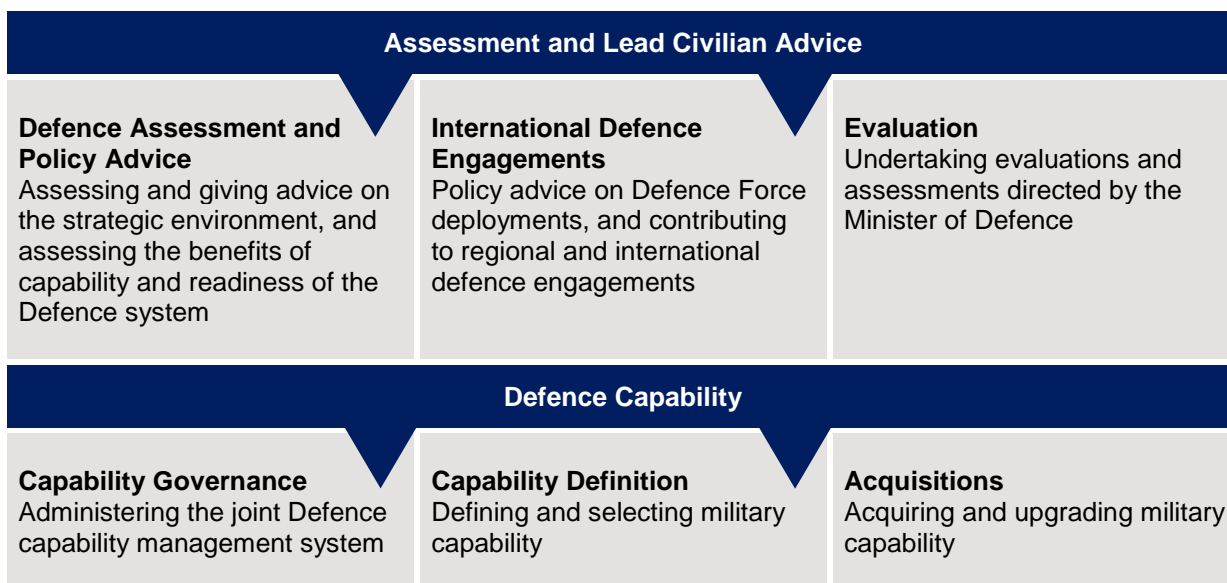 Assessment and Lead Civilian Advice
Defence Assessment and
Policy Advice
Assessing and giving advice on
the strategic environment, and
assessing the benefits of
capability and readiness of the
Defence system
International Defence
Engagements
Policy advice on Defence Force
deployments, and contributing
to regional and international
defence engagements
Evaluation
Undertaking evaluations and
assessments directed by the
Minister of Defence
Defence Capability
Capability Governance
Administering the joint Defence
capability management system
Capability Definition
Defining and selecting military
capability
Acquisitions
Acquiring and upgrading military
capability